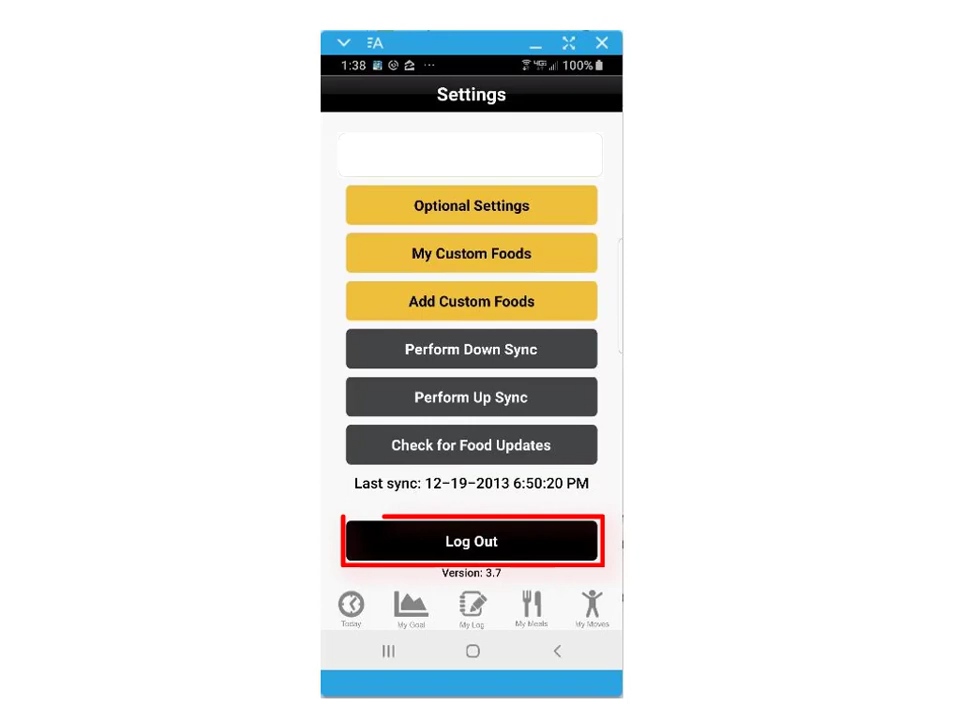 1:38 ... 4GE 100%
Settings
Optional Settings
My Custom Foods
Add Custom Foods
Perform Down Sync
Perform Up Sync
Check for Food Updates
Last sync: 12-19-2013 6:50:20 PM
Log Out
Version: 3.7
Today My Goal My Log My Meals My Moves